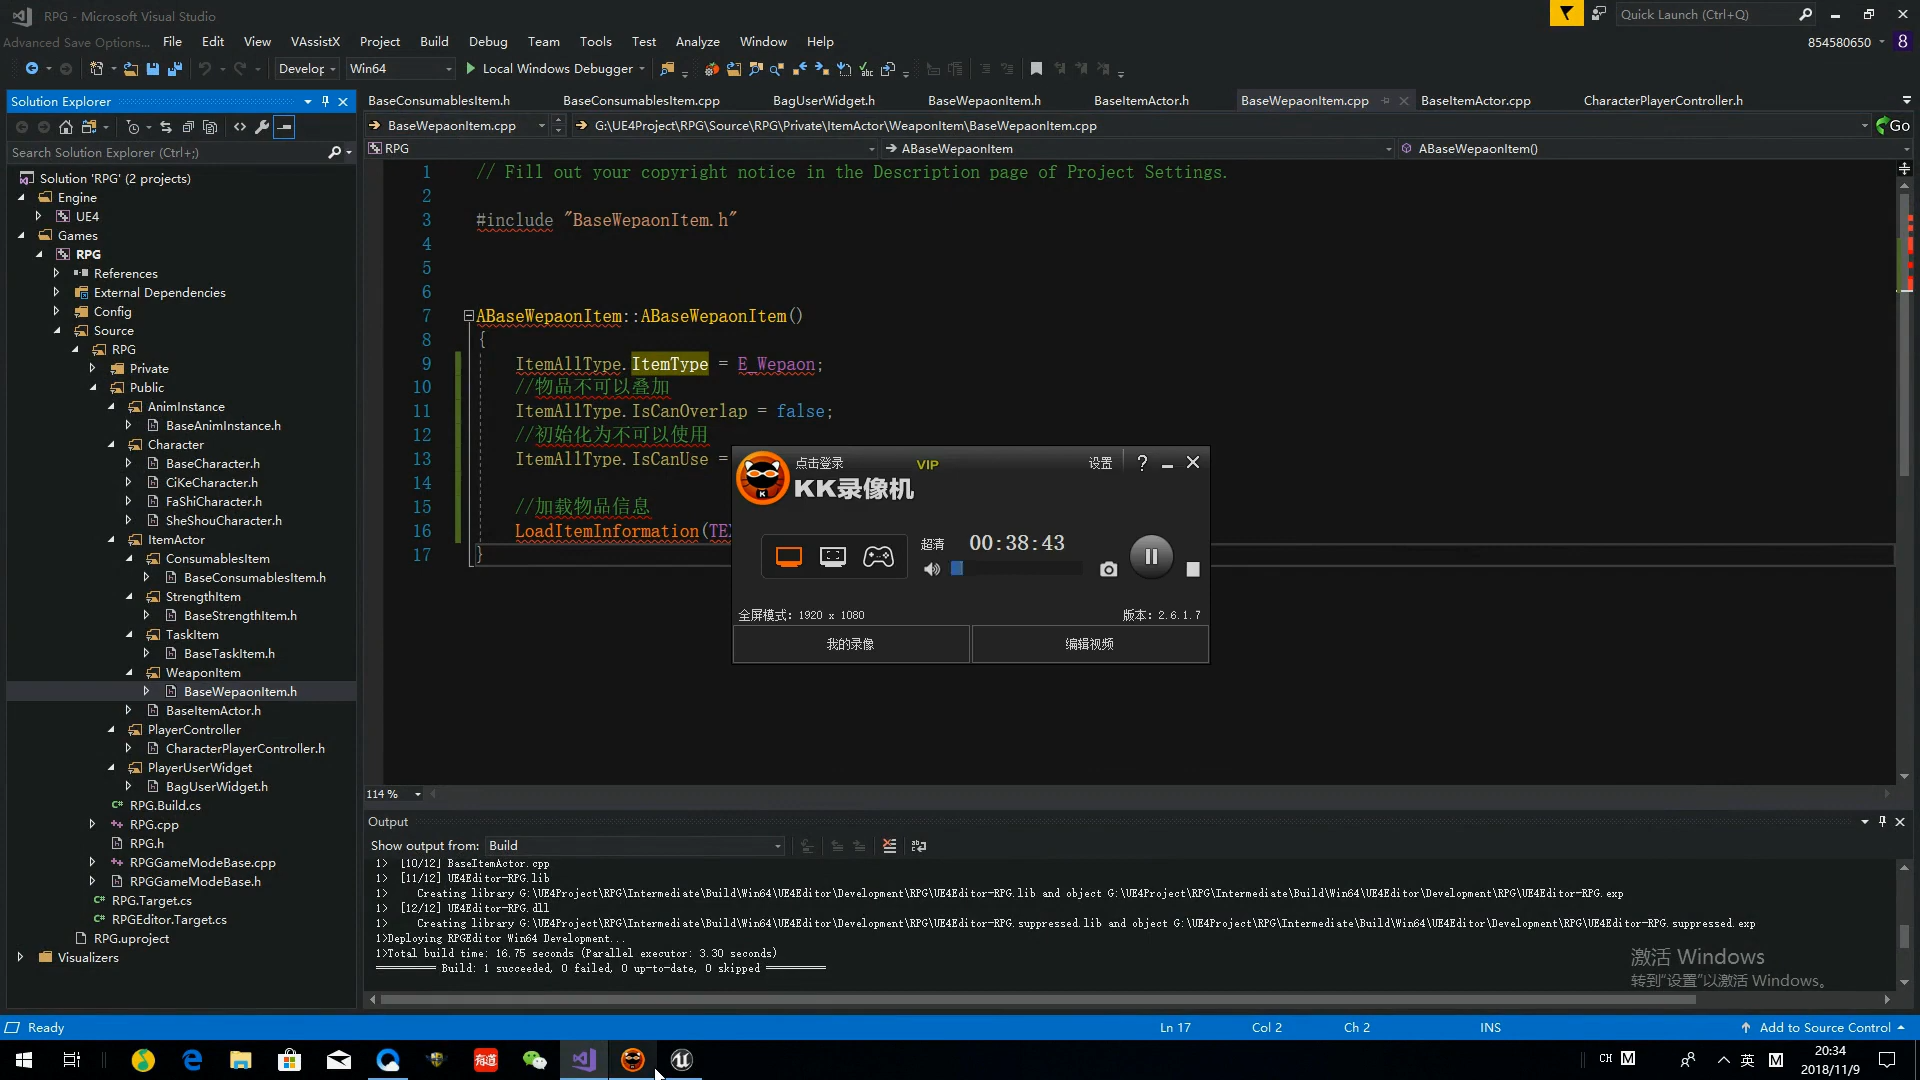 RPG - Microsoft Visual Studio
Quick Launch (Ctrl+Q)
Advanced Save Options... File Edit View VAssistX Project Build Debug Team Tools Test Analyze Window Help
854580650 8
Develop Win64 Local Windows Debugger
Solution Explorer
Search Solution Explorer (Ctrl+;)
Solution 'RPG' (2 projects)
Engine
UE4
Games
RPG
References
External Dependencies
Config
Source
RPG
Private
Public
AnimInstance
BaseAnimInstance.h
Character
BaseCharacter.h
CiKeCharacter.h
FaShiCharacter.h
SheShouCharacter.h
ItemActor
ConsumablesItem
BaseConsumablesItem.h
StrengthItem
BaseStrengthItem.h
TaskItem
BaseTaskItem.h
WeaponItem
BaseWepaonItem.h
BaseItemActor.h
PlayerController
CharacterPlayerController.h
PlayerUserWidget
BagUserWidget.h
RPG.Build.cs
RPG.cpp
RPG.h
RPGGameModeBase.cpp
RPGGameModeBase.h
RPG.Target.cs
RPGEditor.Target.cs
RPG.uproject
Visualizers
BaseConsumablesItem.h BaseConsumablesItem.cpp BagUserWidget.h BaseWepaonItem.h BaseItemActor.h BaseWepaonItem.cpp BaseItemActor.cpp CharacterPlayerController.h
BaseWepaonItem.cpp G:\UE4Project\RPG\Source\RPG\Private\ItemActor\WeaponItem\BaseWepaonItem.cpp Go
RPG ABaseWepaonItem ABaseWepaonItem()
1 // Fill out your copyright notice in the Description page of Project Settings.
2
3 #include "BaseWepaonItem.h"
4
5
6
7 ABaseWepaonItem::ABaseWepaonItem()
8 {
9 ItemAllType.ItemType = E_Wepaon;
10 //物品不可以叠加
11 ItemAllType.IsCanOverlap = false;
12 //初始化为不可以使用
13 ItemAllType.IsCanUse =
14
15 //加载物品信息
16 LoadItemInformation(TE
17 }
点击登录 VIP 设置 ?
KK录像机
超清 00:38:43
全屏模式: 1920 x 1080 版本: 2.6.1.7
我的录像 编辑视频
114 %
Output
Show output from: Build
1> [10/12] BaseItemActor.cpp
1> [11/12] UE4Editor-RPG.lib
1> Creating library G:\UE4Project\RPG\Intermediate\Build\Win64\UE4Editor\Development\RPG\UE4Editor-RPG.lib and object G:\UE4Project\RPG\Intermediate\Build\Win64\UE4Editor\Development\RPG\UE4Editor-RPG.exp
1> [12/12] UE4Editor-RPG.dll
1> Creating library G:\UE4Project\RPG\Intermediate\Build\Win64\UE4Editor\Development\RPG\UE4Editor-RPG.suppressed.lib and object G:\UE4Project\RPG\Intermediate\Build\Win64\UE4Editor\Development\RPG\UE4Editor-RPG.suppressed.exp
1>Deploying RPGEditor Win64 Development...
1>Total build time: 16.75 seconds (Parallel executor: 3.30 seconds)
========== Build: 1 succeeded, 0 failed, 0 up-to-date, 0 skipped ==========
激活 Windows
转到"设置"以激活 Windows。
Ready Ln 17 Col 2 Ch 2 INS Add to Source Control
有道 CH M 英 M 20:34
2018/11/9